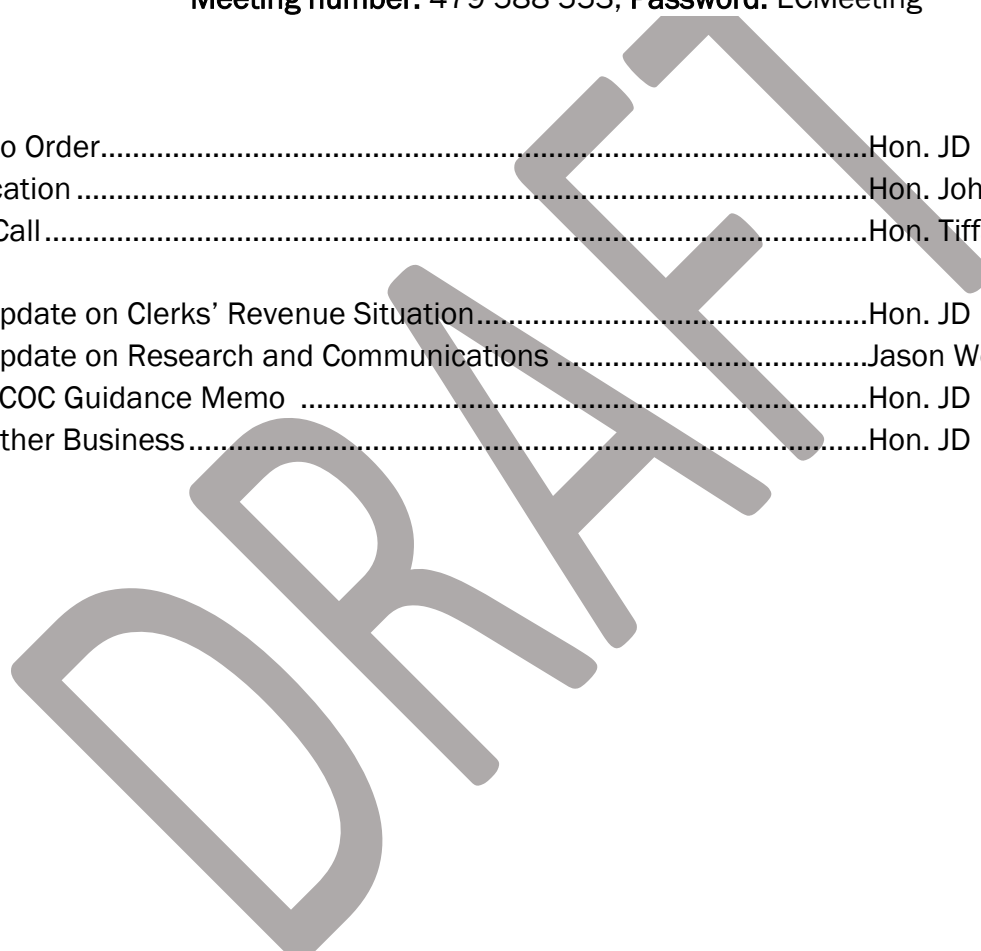 Meeting number: 479 588 553, Password: ECMeeting
o Order........Hon. JD
cation........Hon. Joh
Call........Hon. Tiff
pdate on Clerks’ Revenue Situation........Hon. JD
pdate on Research and Communications........Jason W
COC Guidance Memo........Hon. JD
ther Business........Hon. JD
DRAFT